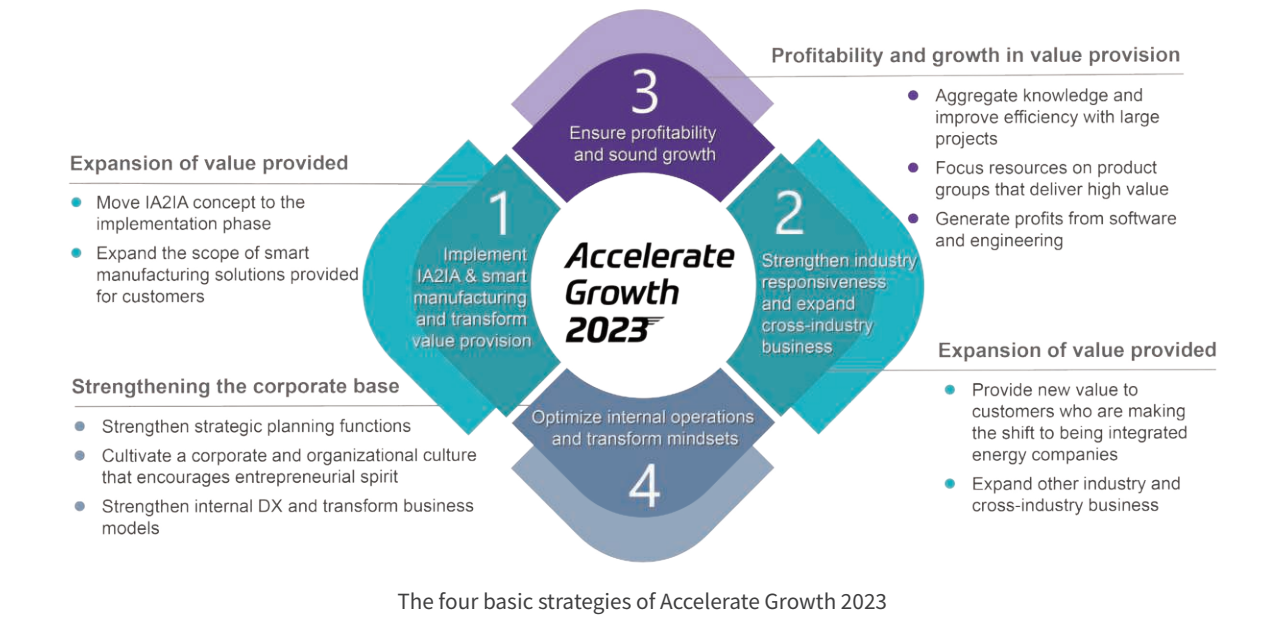 Expansion of value provided
Move IA2IA concept to the
implementation phase
Expand the scope of smart
manufacturing solutions provided
for customers
1
Implement
IA2IA & smart
manufacturing
and transform
value provision
Accelerate
Growth
2023
2
Strengthen industry
responsiveness
and expand
cross-industry
business
Expansion of value provided
Provide new value to
customers who are making
the shift to being integrated
energy companies
Expand other industry and
cross-industry business
3
Ensure profitability
and sound growth
Profitability and growth in value provision
Aggregate knowledge and
improve efficiency with large
projects
Focus resources on product
groups that deliver high value
Generate profits from software
and engineering
Strengthening the corporate base
Strengthen strategic planning functions
Cultivate a corporate and organizational culture
that encourages entrepreneurial spirit
Strengthen internal DX and transform business
models
Optimize internal operations
and transform mindsets
4
The four basic strategies of Accelerate Growth 2023